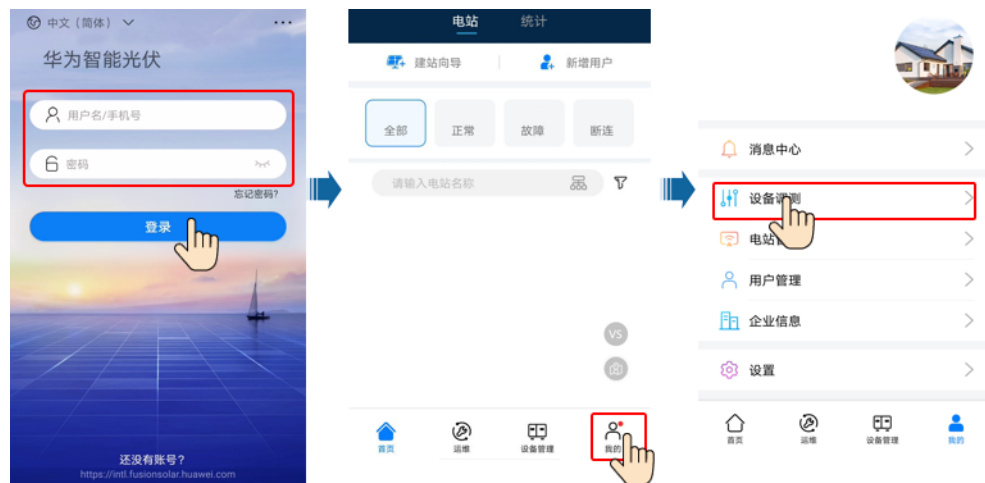 中文（简体）
华为智能光伏
用户名/手机号
密码
忘记密码?
登录
还没有账号?
https://intl.fusionsolar.huawei.com
电站 统计
建站向导 新增用户
全部 正常 故障 断连
请输入电站名称
VS
首页 运维 设备管理 我的
消息中心
设备调测
电站
用户管理
企业信息
设置
首页 运维 设备管理 我的